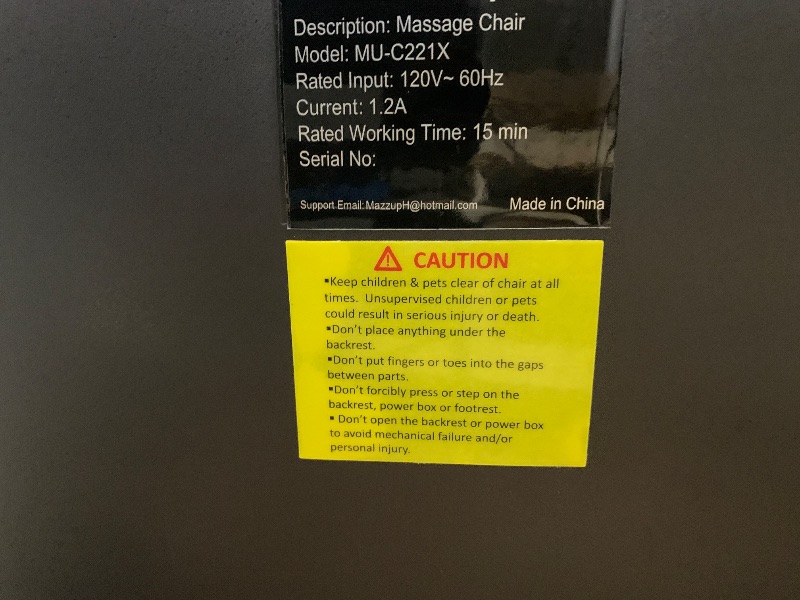 Description: Massage Chair
Model: MU-C221X
Rated Input: 120V~ 60Hz
Current: 1.2A
Rated Working Time: 15 min
Serial No:
Support Email: MazzupH@hotmail.com Made in China
⚠ CAUTION
▪Keep children & pets clear of chair at all
times. Unsupervised children or pets
could result in serious injury or death.
▪Don't place anything under the
backrest.
▪Don't put fingers or toes into the gaps
between parts.
▪Don't forcibly press or step on the
backrest, power box or footrest.
▪ Don't open the backrest or power box
to avoid mechanical failure and/or
personal injury.